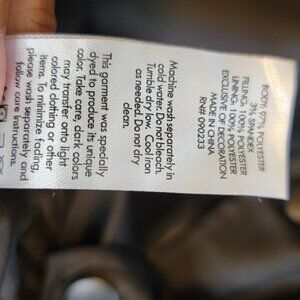 BODY: 97% POLYESTER
3% SPANDEX
FILLING: 100% POLYESTER
LINING: 100% POLYESTER
MADE IN CHINA
EXCLUSIVE OF DECORATION
RN# 090233
Machine wash separately in
cold water. Do not bleach.
Tumble dry low. Cool iron
as needed. Do not dry
clean.
This garment was specially
dyed to produce its unique
color. Take care, dark colors
may transfer onto light
colored clothing or other
items. To minimize fading,
please wash separately and
follow care instructions.